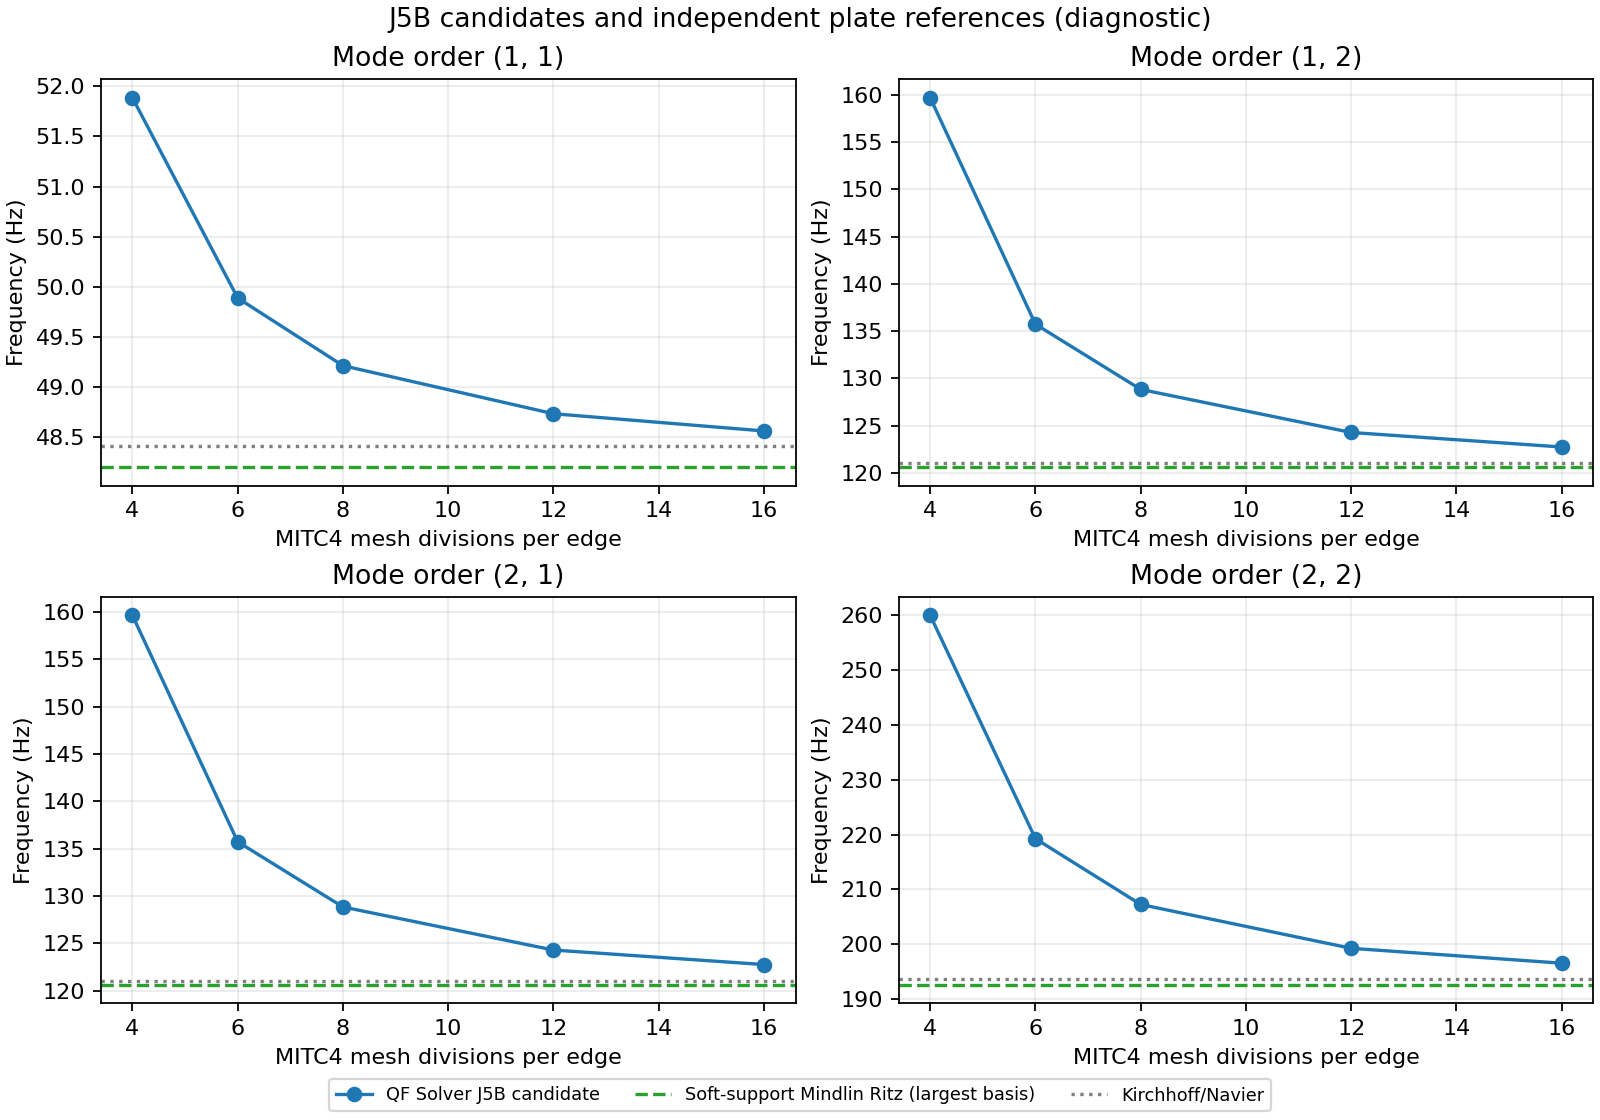 J5B candidates and independent plate references (diagnostic)
Mode order (1, 1)
52.0
51.5
51.0
50.5
50.0
49.5
49.0
48.5
Frequency (Hz)
4 6 8 10 12 14 16
MITC4 mesh divisions per edge
Mode order (1, 2)
160
155
150
145
140
135
130
125
120
Frequency (Hz)
4 6 8 10 12 14 16
MITC4 mesh divisions per edge
Mode order (2, 1)
160
155
150
145
140
135
130
125
120
Frequency (Hz)
4 6 8 10 12 14 16
MITC4 mesh divisions per edge
Mode order (2, 2)
260
250
240
230
220
210
200
190
Frequency (Hz)
4 6 8 10 12 14 16
MITC4 mesh divisions per edge
QF Solver J5B candidate
Soft-support Mindlin Ritz (largest basis)
Kirchhoff/Navier